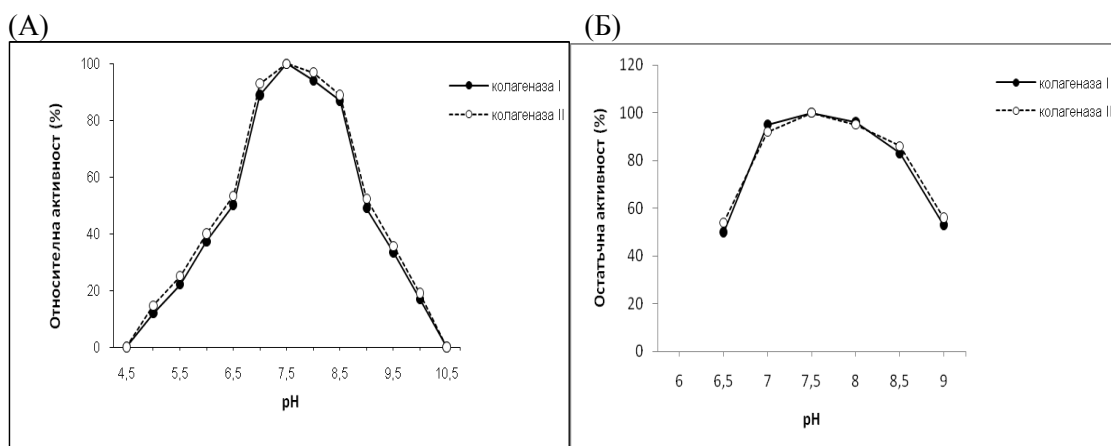 (А)
Относителна активност (%)
100
80
60
40
20
0
4,5 5,5 6,5 7,5 8,5 9,5 10,5
pH
колагеназа I
колагеназа II
(Б)
Остатъчна активност (%)
120
100
80
60
40
20
0
6 6,5 7 7,5 8 8,5 9
pH
колагеназа I
колагеназа II